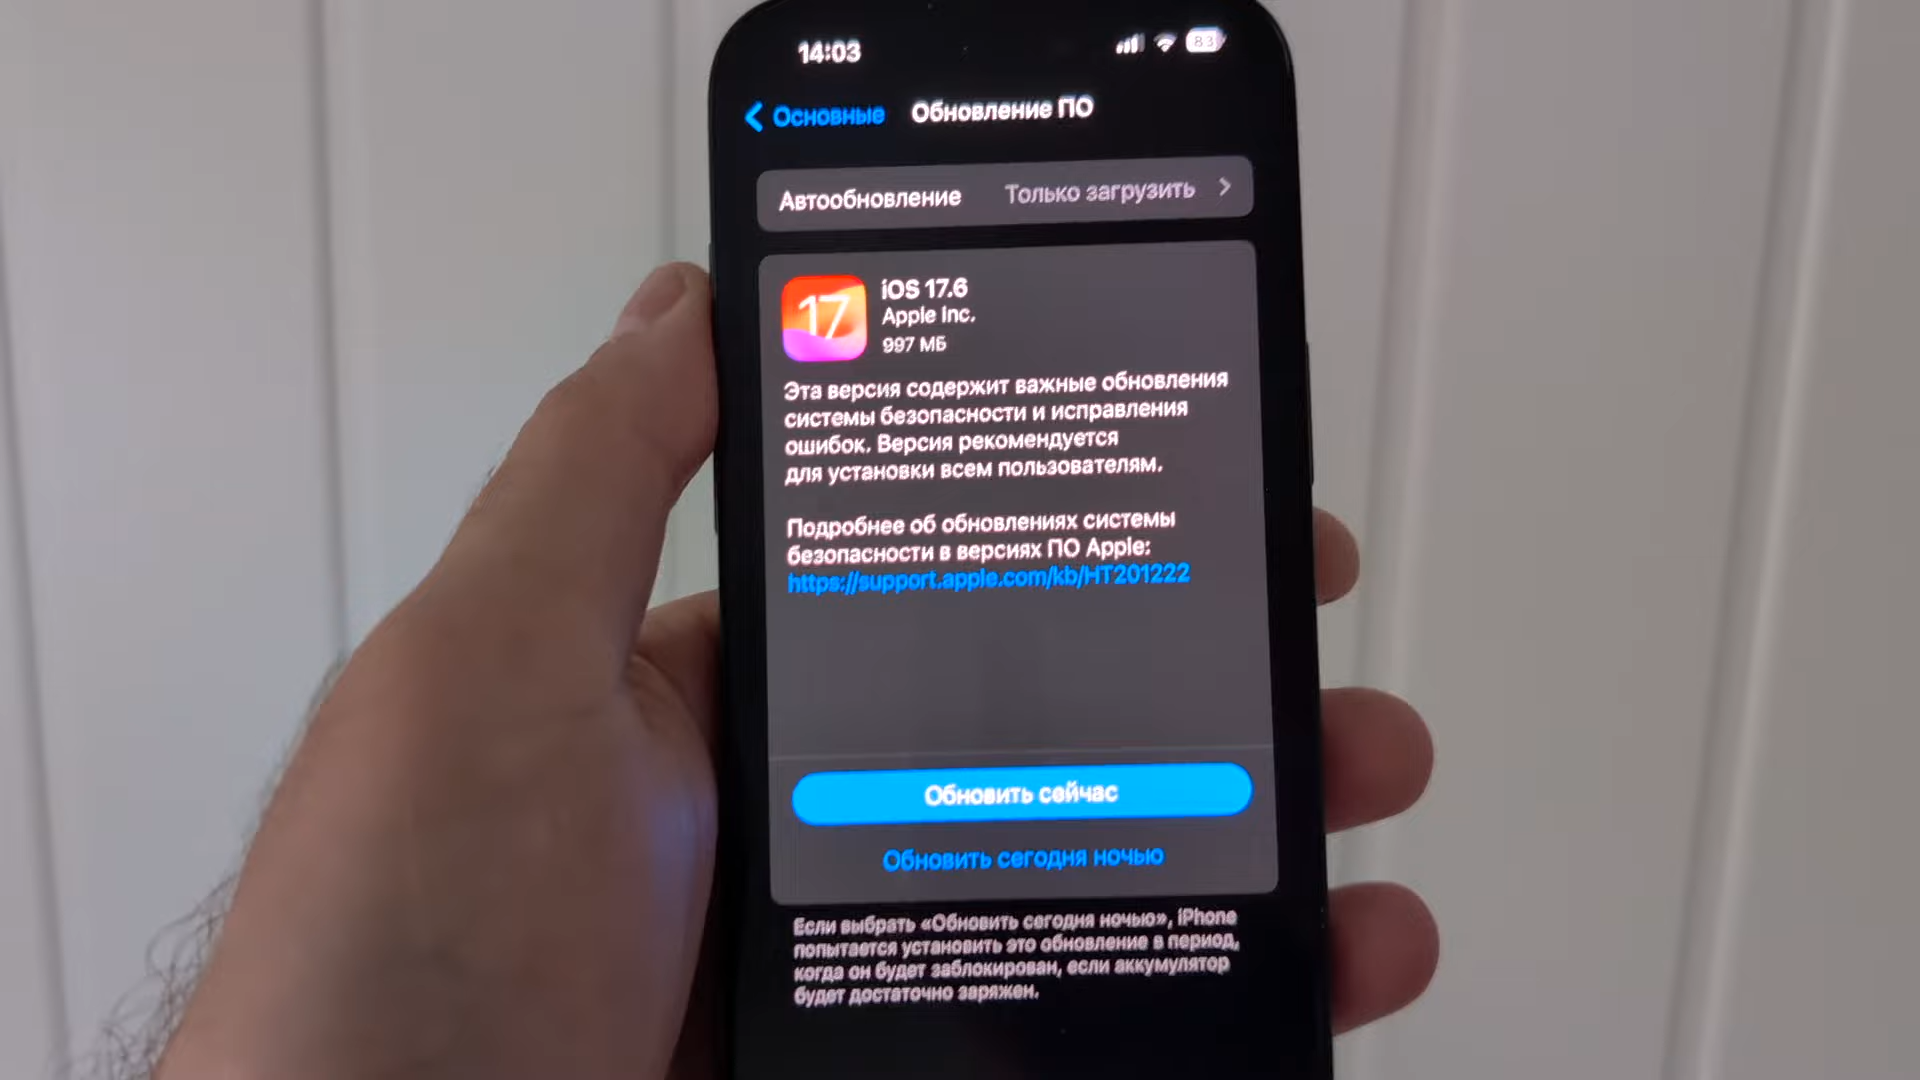 14:03
83
Основные
Обновление ПО
Автообновление
Только загрузить
17
iOS 17.6
Apple Inc.
997 МБ
Эта версия содержит важные обновления
системы безопасности и исправления
ошибок. Версия рекомендуется
для установки всем пользователям.
Подробнее об обновлениях системы
безопасности в версиях ПО Apple:
https://support.apple.com/kb/HT201222
Обновить сейчас
Обновить сегодня ночью
Если выбрать «Обновить сегодня ночью», iPhone
попытается установить это обновление в период,
когда он будет заблокирован, если аккумулятор
будет достаточно заряжен.